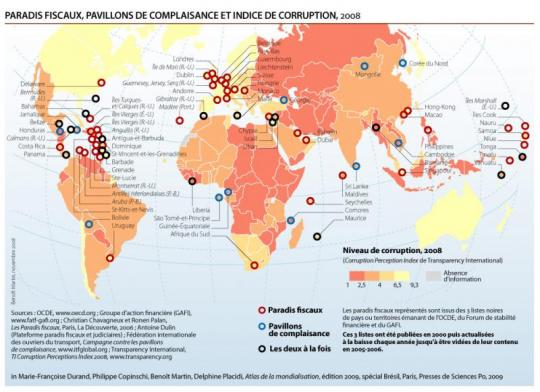 PARADIS FISCAUX, PAVILLONS DE COMPLAISANCE ET INDICE DE CORRUPTION, 2008
Londres
Île de Man (R.-U.)
Dublin
Guernesey, Jersey, Serq (R.-U.)
Andorre
Gibraltar (R.-U.)
Madère (Port.)
Luxembourg
Liechtenstein
Suisse
Hongrie
Monaco
Malte
Géorgie
Mongolie
Corée du Nord
Delaware
Bermudes
(R.-U.)
Bahamas
Jamaïque
Belize
Honduras
Caïmans (R.-U.)
Costa Rica
Panama
Îles Turques
et Caïques (R.-U.)
Îles Vierges (É.-U.)
Îles Vierges (R.-U.)
Anguilla (R.-U.)
Antigua-et-Barbuda
Dominique
St-Vincent-et-les-Grenadines
Barbade
Grenade
Ste-Lucie
Montserrat (R.-U.)
Antilles néerlandaises (P.-B.)
Aruba (P.-B.)
St-Kitts-et-Nevis
Bolivie
Uruguay
Chypre
Israël
Liban
Bahreïn
Dubaï
Hong-Kong
Macao
Philippines
Cambodge
Singapour
Îles Marshall
(É.-U.)
Îles Cook
Nauru
Samoa
Niue
Tonga
Tuvalu
Vanuatu
Sri Lanka
Maldives
Seychelles
Comores
Maurice
Liberia
São Tomé-et-Príncipe
Guinée-Équatoriale
Afrique du Sud
Benoît Martin, novembre 2008
Niveau de corruption, 2008
(Corruption Perception Index de Transparency International)
1 2,5 4 5 6,5 9,3
Absence
d'information
Sources : OCDE, www.oecd.org ; Groupe d'action financière (GAFI),
www.fatf-gafi.org ; Christian Chavagneux et Ronen Palan,
Les Paradis fiscaux, Paris, La Découverte, 2006 ; Antoine Dulin
(Plateforme paradis fiscaux et judiciaires) ; Fédération internationale
des ouvriers du transport, Campagne contre les pavillons
de complaisance, www.itfglobal.org ; Transparency International,
TI Corruption Perceptions Index 2008, www.transparency.org
Paradis fiscaux
Pavillons
de complaisance
Les deux à la fois
Les paradis fiscaux représentés sont issus des 3 listes noires
de pays ou territoires émanant de l'OCDE, du Forum de stabilité
financière et du GAFI.
Ces 3 listes ont été publiées en 2000 puis actualisées
à la baisse chaque année jusqu'à être vidées de leur contenu
en 2005-2006.
in Marie-Françoise Durand, Philippe Copinschi, Benoît Martin, Delphine Placidi, Atlas de la mondialisation, édition 2009, spécial Brésil, Paris, Presses de Sciences Po, 2009